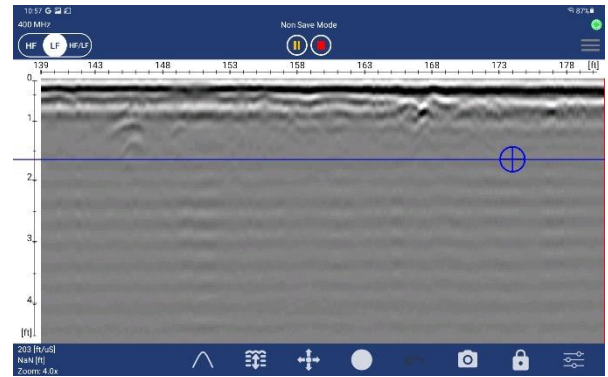 10:57 G
87%
400 MHz
Non Save Mode
HF LF HF/LF
139 143 148 153 158 163 168 173 178 [ft]
0
1
2
3
4
[ft]
203 [ft/uS]
NaN [ft]
Zoom: 4.0x